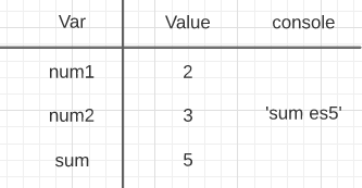 Var Value console
num1 2
num2 3 'sum es5'
sum 5